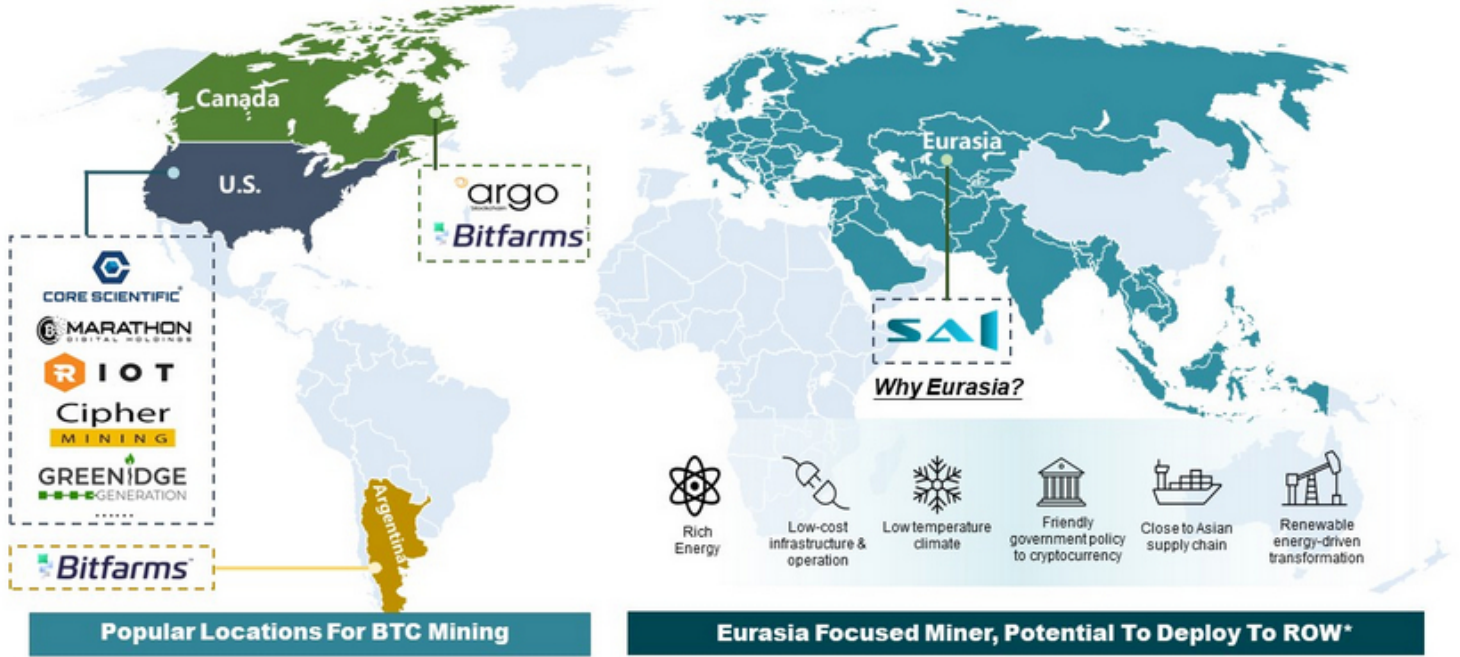 Canada
U.S.
argo
blockchain
Bitfarms
CORE SCIENTIFIC
MARATHON
DIGITAL HOLDINGS
RIOT
Cipher
MINING
GREENIDGE
GENERATION
......
Bitfarms
Argentina
Popular Locations For BTC Mining
Eurasia
SAI
Why Eurasia?
Rich
Energy
Low-cost
infrastructure &
operation
Low temperature
climate
Friendly
government policy
to cryptocurrency
Close to Asian
supply chain
Renewable
energy-driven
transformation
Eurasia Focused Miner, Potential To Deploy To ROW*